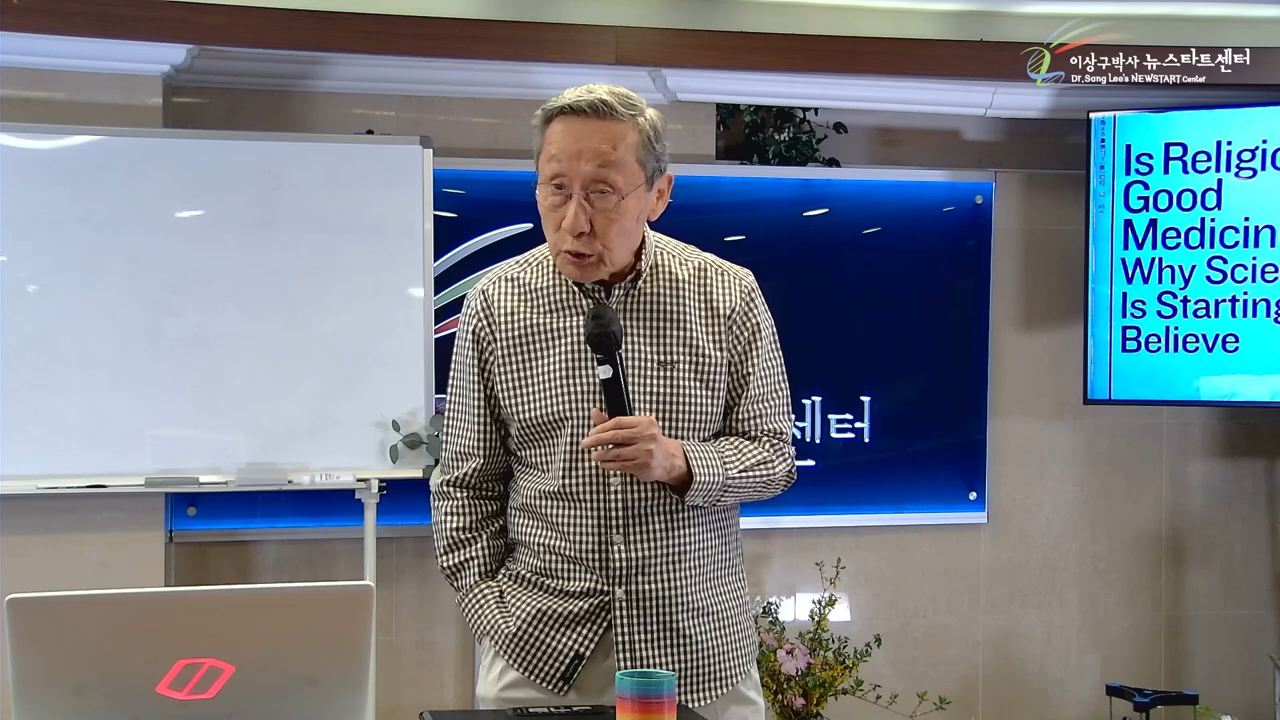 이상구박사 뉴스타트센터
Dr. Sang Lee's NEWSTART Center
Is Religio
Good
Medicin
Why Scie
Is Starting
Believe
센터